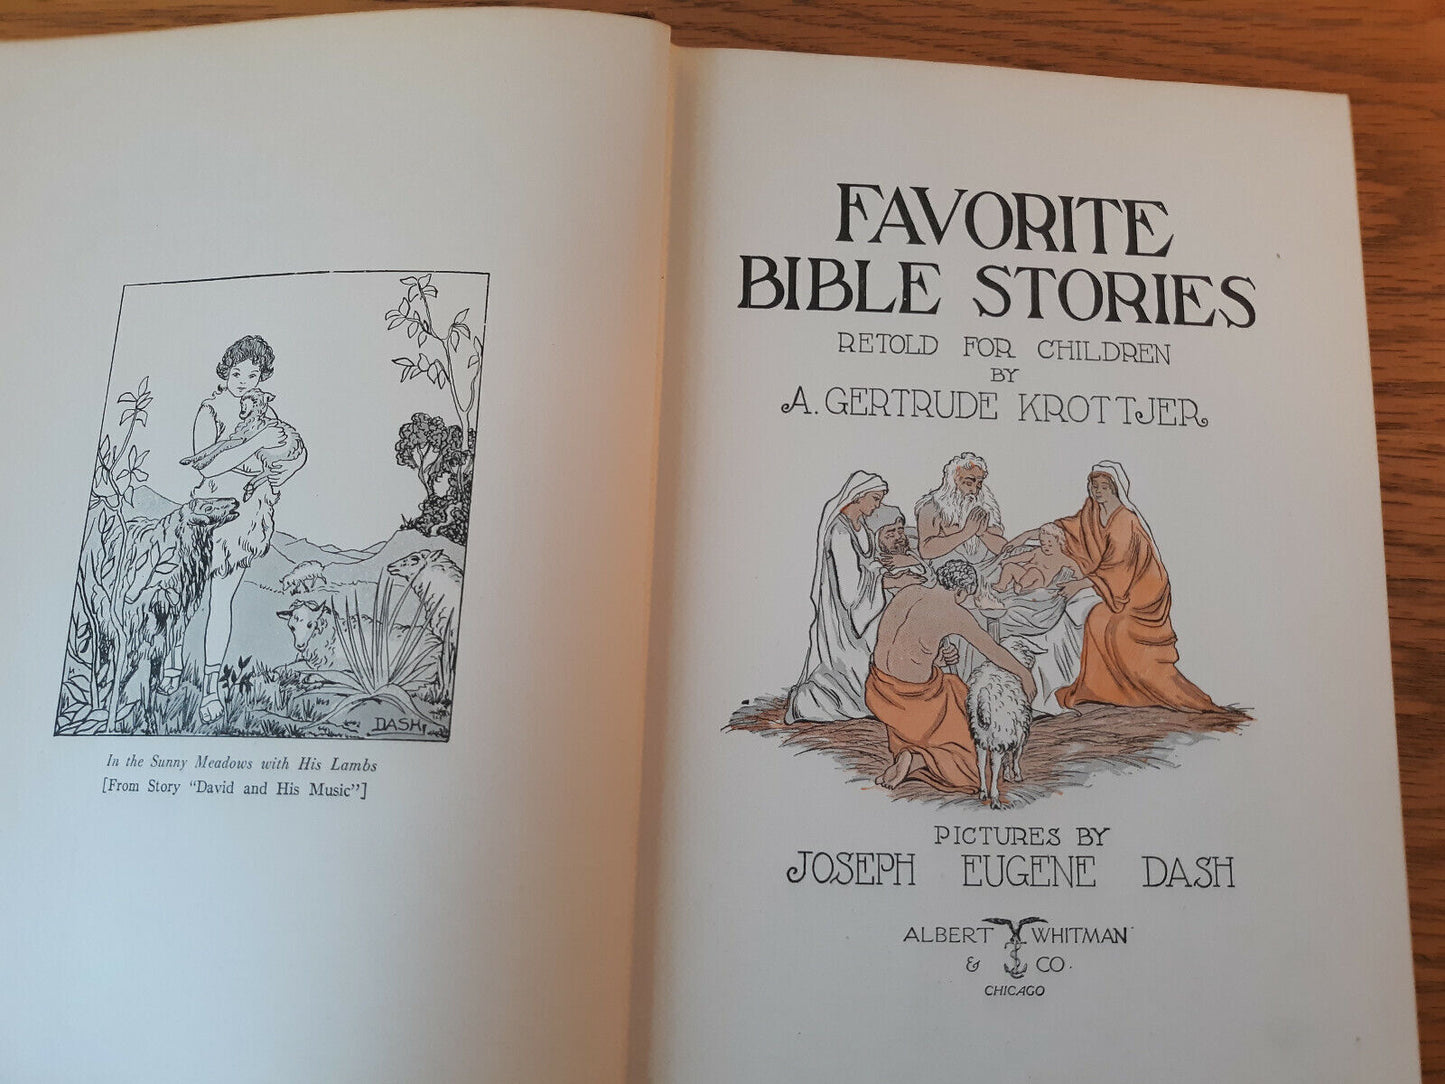 DASH
In the Sunny Meadows with His Lambs
[From Story "David and His Music"]
FAVORITE
BIBLE STORIES
RETOLD FOR CHILDREN
BY
A. GERTRUDE KROTTJER
PICTURES BY
JOSEPH EUGENE DASH
ALBERT WHITMAN
& CO.
CHICAGO